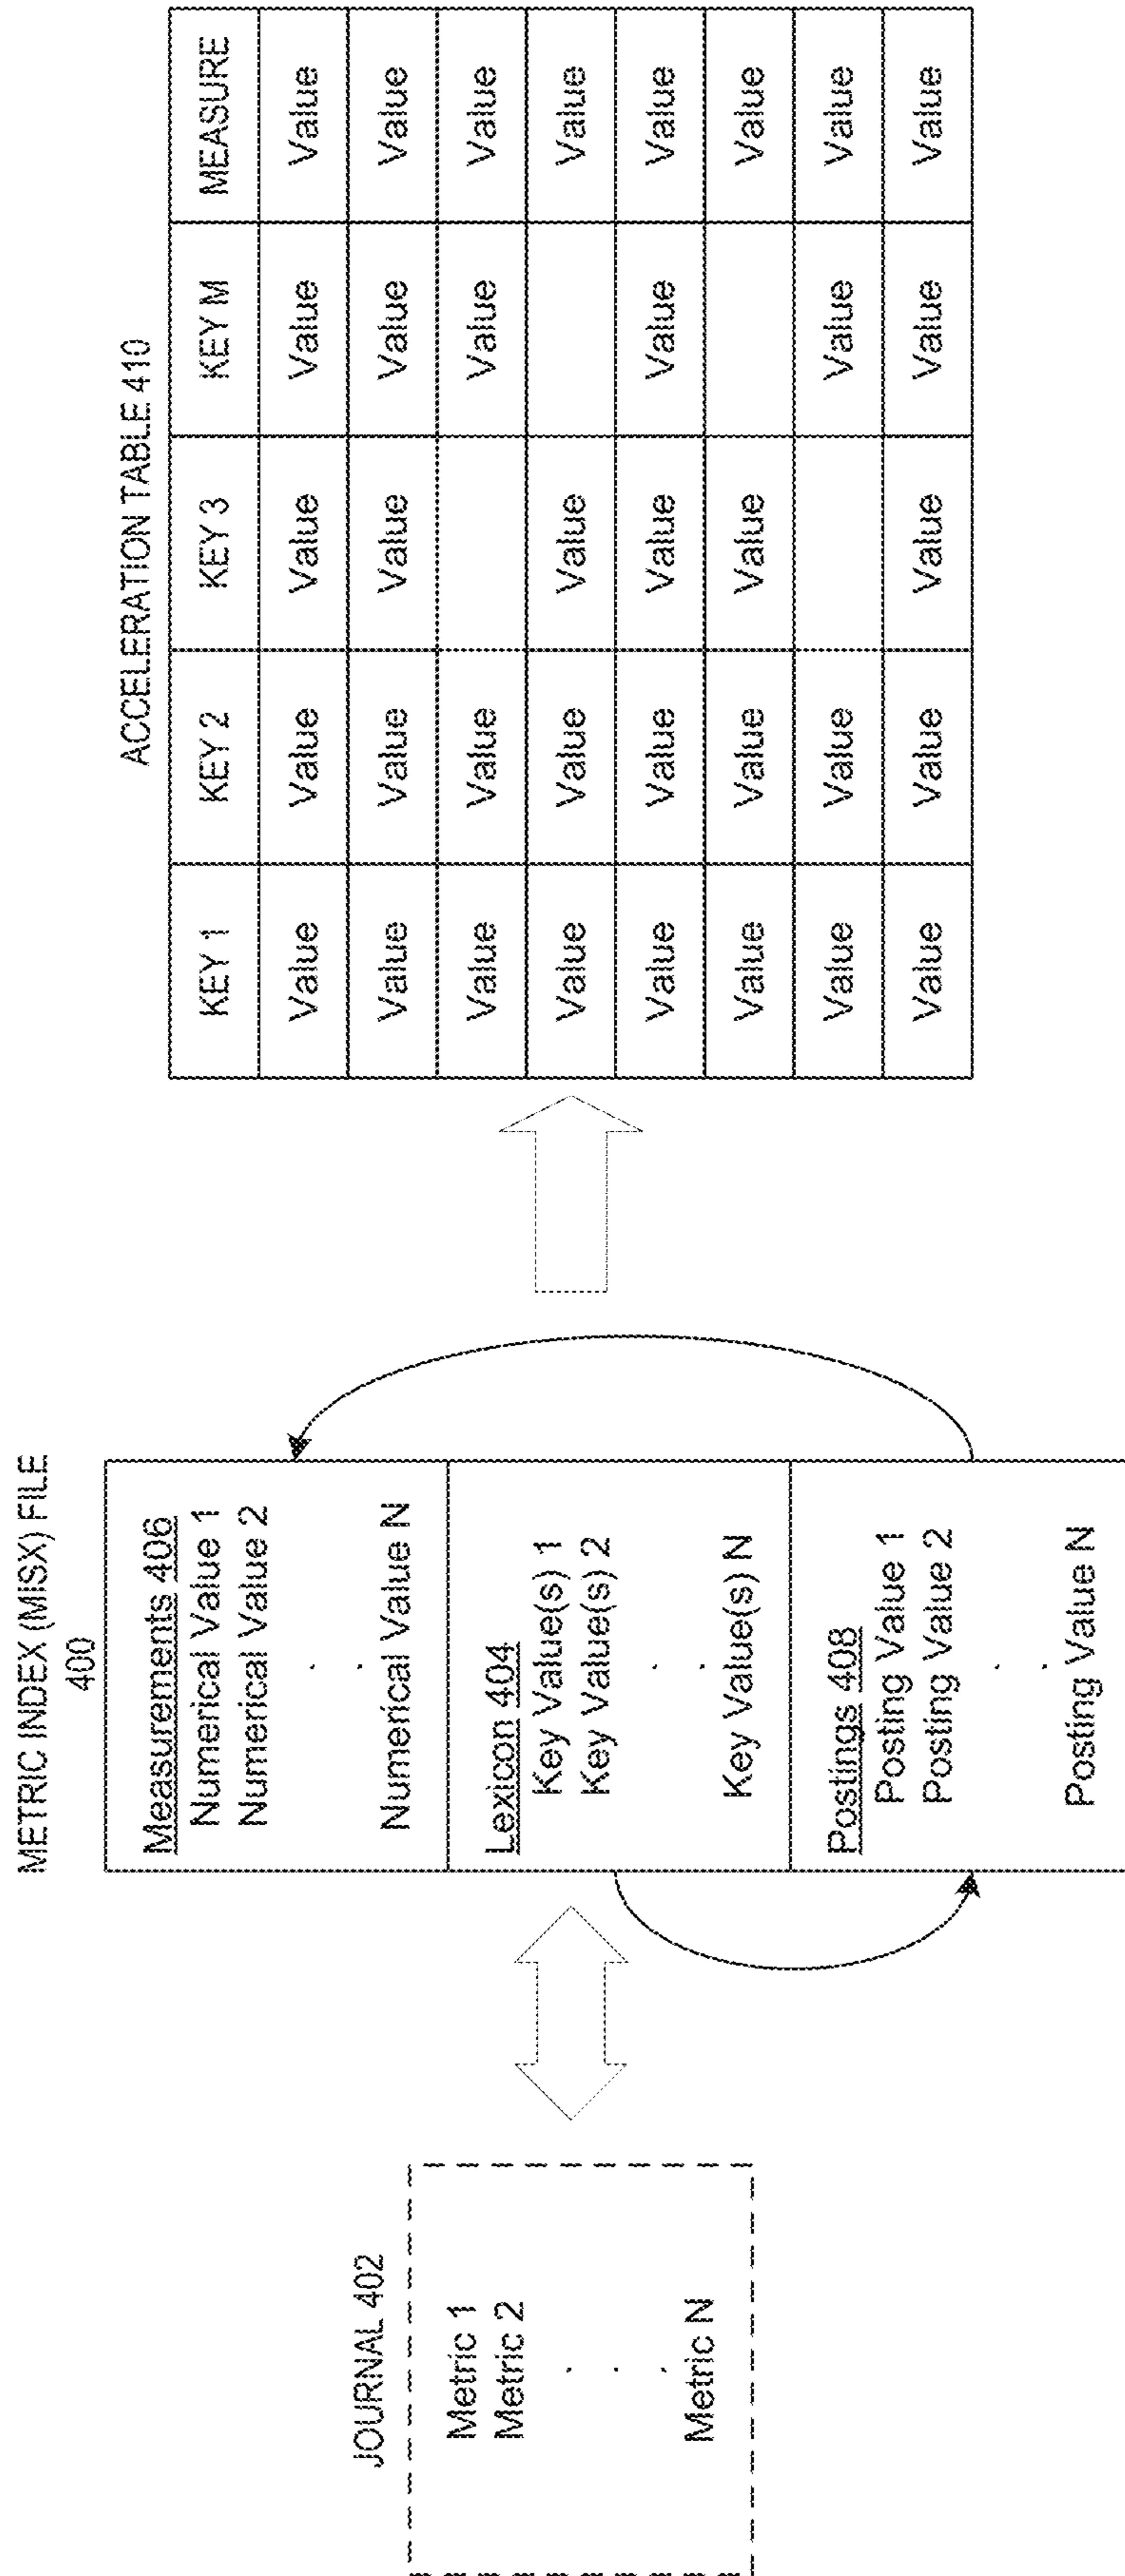 JOURNAL 402
Metric 1
Metric 2
.
.
.
Metric N
METRIC INDEX (MISX) FILE
400
Measurements 406
Numerical Value 1
Numerical Value 2
.
.
Numerical Value N
Lexicon 404
Key Value(s) 1
Key Value(s) 2
.
.
Key Value(s) N
Postings 408
Posting Value 1
Posting Value 2
.
.
Posting Value N
ACCELERATION TABLE 410
KEY 1 KEY 2 KEY 3 KEY M MEASURE
Value Value Value Value Value
Value Value Value Value Value
Value Value Value Value
Value Value Value Value
Value Value Value Value Value
Value Value Value Value
Value Value Value Value
Value Value Value Value Value